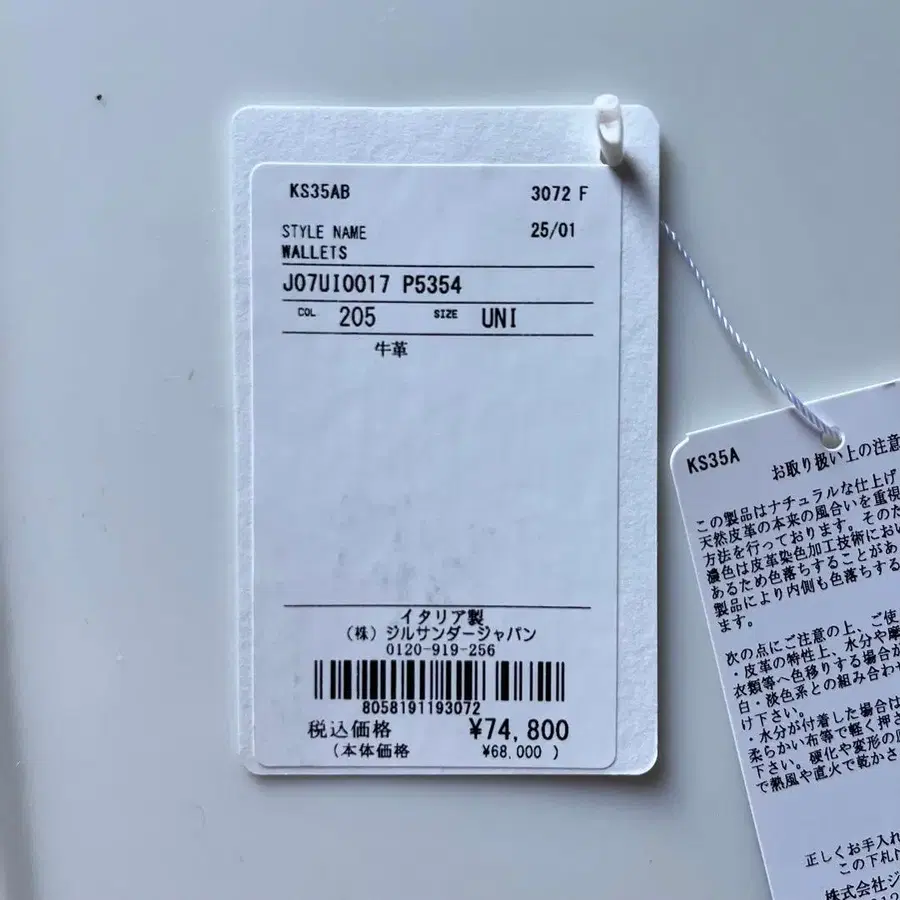 KS35AB 3072 F
STYLE NAME 25/01
WALLETS
J07UI0017 P5354
COL 205 SIZE UNI
牛革
イタリア製
(株) ジルサンダージャパン
0120-919-256
8058191193072
税込価格 ¥74,800
(本体価格 ¥68,000 )
KS35A
お取り扱い上の注意
この製品はナチュラルな仕上げ
天然皮革の本来の風合いを重視
方法を行っております。そのた
濃色は皮革染色加工技術におい
あるため色落ちすることがあ
製品により内側も色落ちする
ます。
次の点にご注意の上、ご使
・皮革の特性上、水分や摩
衣類等へ色移りする場合が
白・淡色系との組み合わせ
け下さい。
・水分が付着した場合は
柔らかい布等で軽く押さ
下さい。硬化や変形の
で熱風や直火で乾かさ
正しくお手入れ
この下札
株式会社ジ